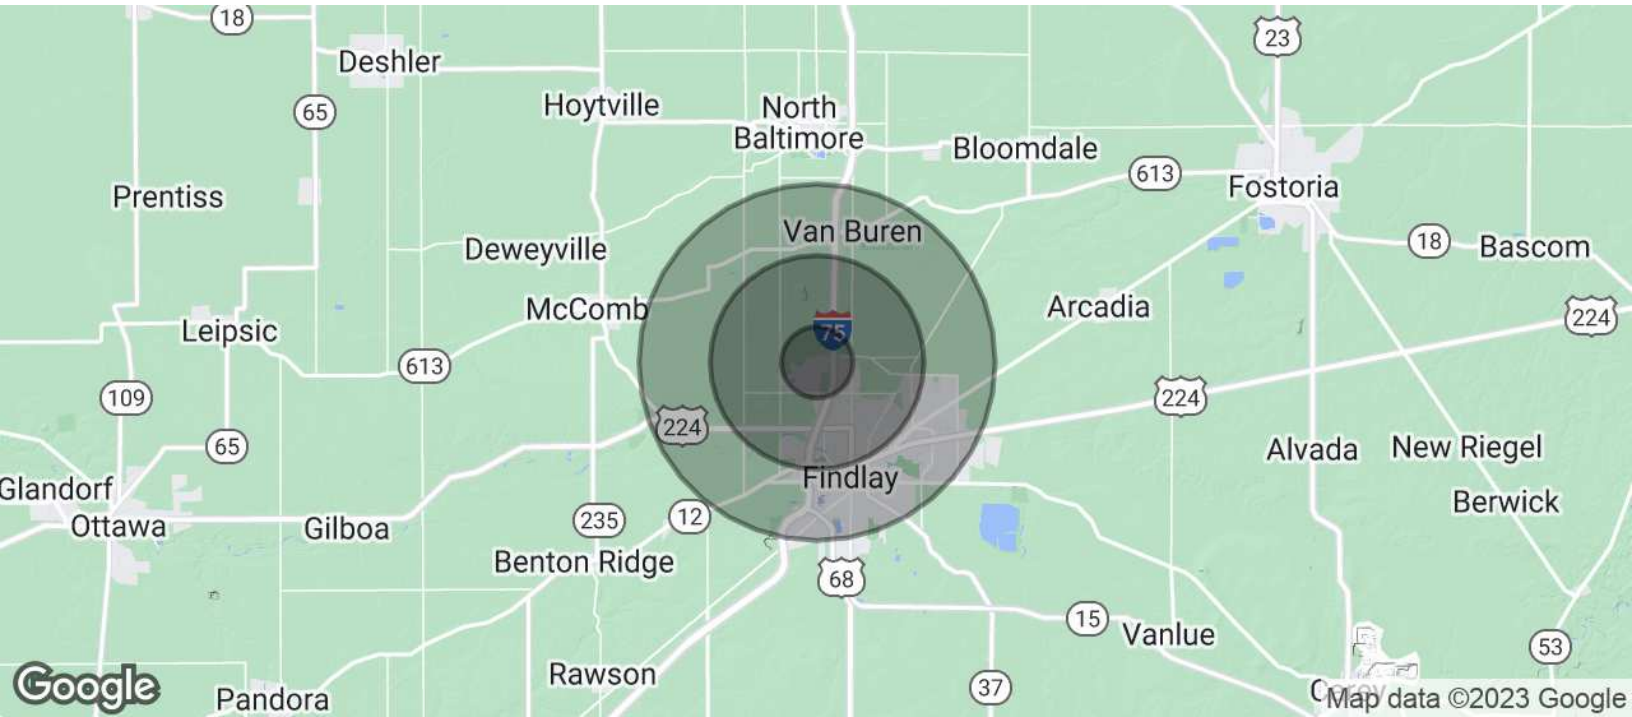 18
23
Deshler
65
Hoytville
North
Baltimore
Bloomdale
613
Fostoria
Prentiss
Van Buren
18
Bascom
Deweyville
McComb
Arcadia
224
Leipsic
75
613
109
224
224
65
Alvada
New Riegel
Findlay
Glandorf
Berwick
Ottawa
Gilboa
235
12
Benton Ridge
68
15
Vanlue
53
Rawson
37
Google
Pandora
Map data ©2023 Google